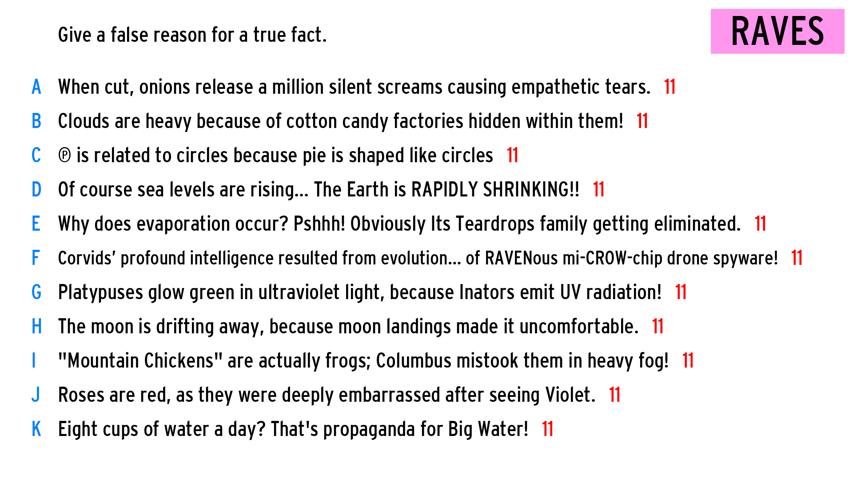 Give a false reason for a true fact.
RAVES
A When cut, onions release a million silent screams causing empathetic tears. 11
B Clouds are heavy because of cotton candy factories hidden within them! 11
C ℗ is related to circles because pie is shaped like circles 11
D Of course sea levels are rising... The Earth is RAPIDLY SHRINKING!! 11
E Why does evaporation occur? Pshhh! Obviously Its Teardrops family getting eliminated. 11
F Corvids' profound intelligence resulted from evolution... of RAVENous mi-CROW-chip drone spyware! 11
G Platypuses glow green in ultraviolet light, because Inators emit UV radiation! 11
H The moon is drifting away, because moon landings made it uncomfortable. 11
I "Mountain Chickens" are actually frogs; Columbus mistook them in heavy fog! 11
J Roses are red, as they were deeply embarrassed after seeing Violet. 11
K Eight cups of water a day? That's propaganda for Big Water! 11